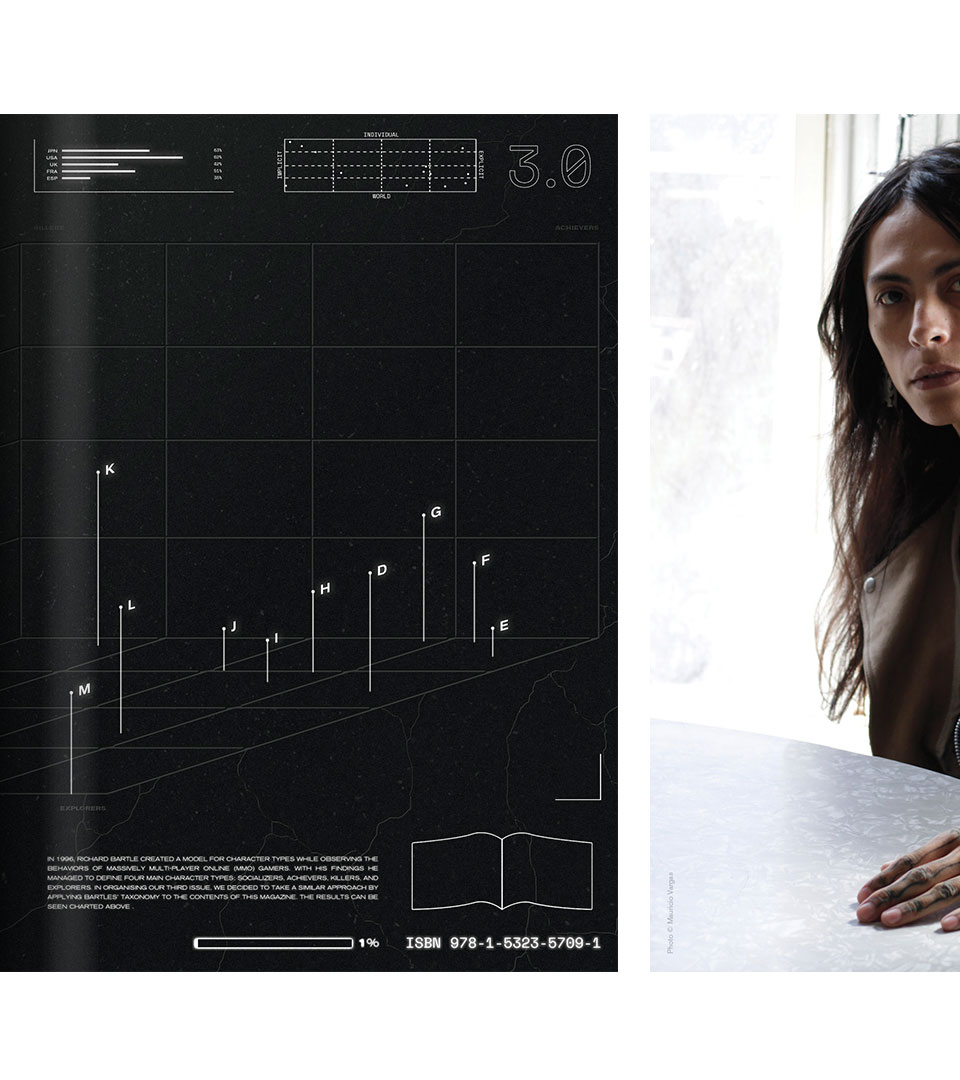 JPN 83%
USA 82%
UK 42%
FRA 31%
ESP 36%
INDIVIDUAL
IMPLICIT
EXPLICIT
WORLD
3.0
KILLERS
ACHIEVERS
K
G
F
D
H
L
J
E
I
M
EXPLORERS
IN 1996, RICHARD BARTLE CREATED A MODEL FOR CHARACTER TYPES WHILE OBSERVING THE
BEHAVIORS OF MASSIVELY MULTI-PLAYER ONLINE (MMO) GAMERS. WITH HIS FINDINGS HE
MANAGED TO DEFINE FOUR MAIN CHARACTER TYPES; SOCIALIZERS, ACHIEVERS, KILLERS, AND
EXPLORERS. IN ORGANISING OUR THIRD ISSUE, WE DECIDED TO TAKE A SIMILAR APPROACH BY
APPLYING BARTLES' TAXONOMY TO THE CONTENTS OF THIS MAGAZINE. THE RESULTS CAN BE
SEEN CHARTED ABOVE .
1%
ISBN 978-1-5323-5709-1
Photo © Mauricio Vargas